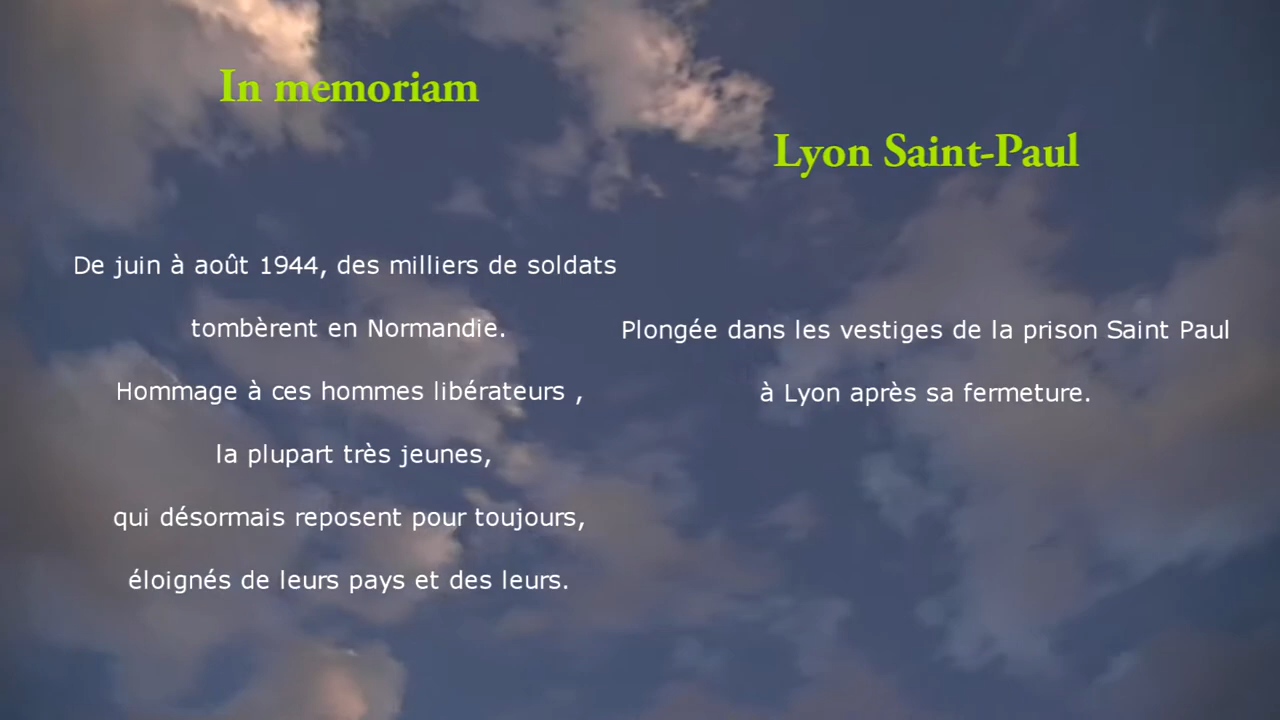 In memoriam
De juin à août 1944, des milliers de soldats
tombèrent en Normandie.
Hommage à ces hommes libérateurs ,
la plupart très jeunes,
qui désormais reposent pour toujours,
éloignés de leurs pays et des leurs.
Lyon Saint-Paul
Plongée dans les vestiges de la prison Saint Paul
à Lyon après sa fermeture.